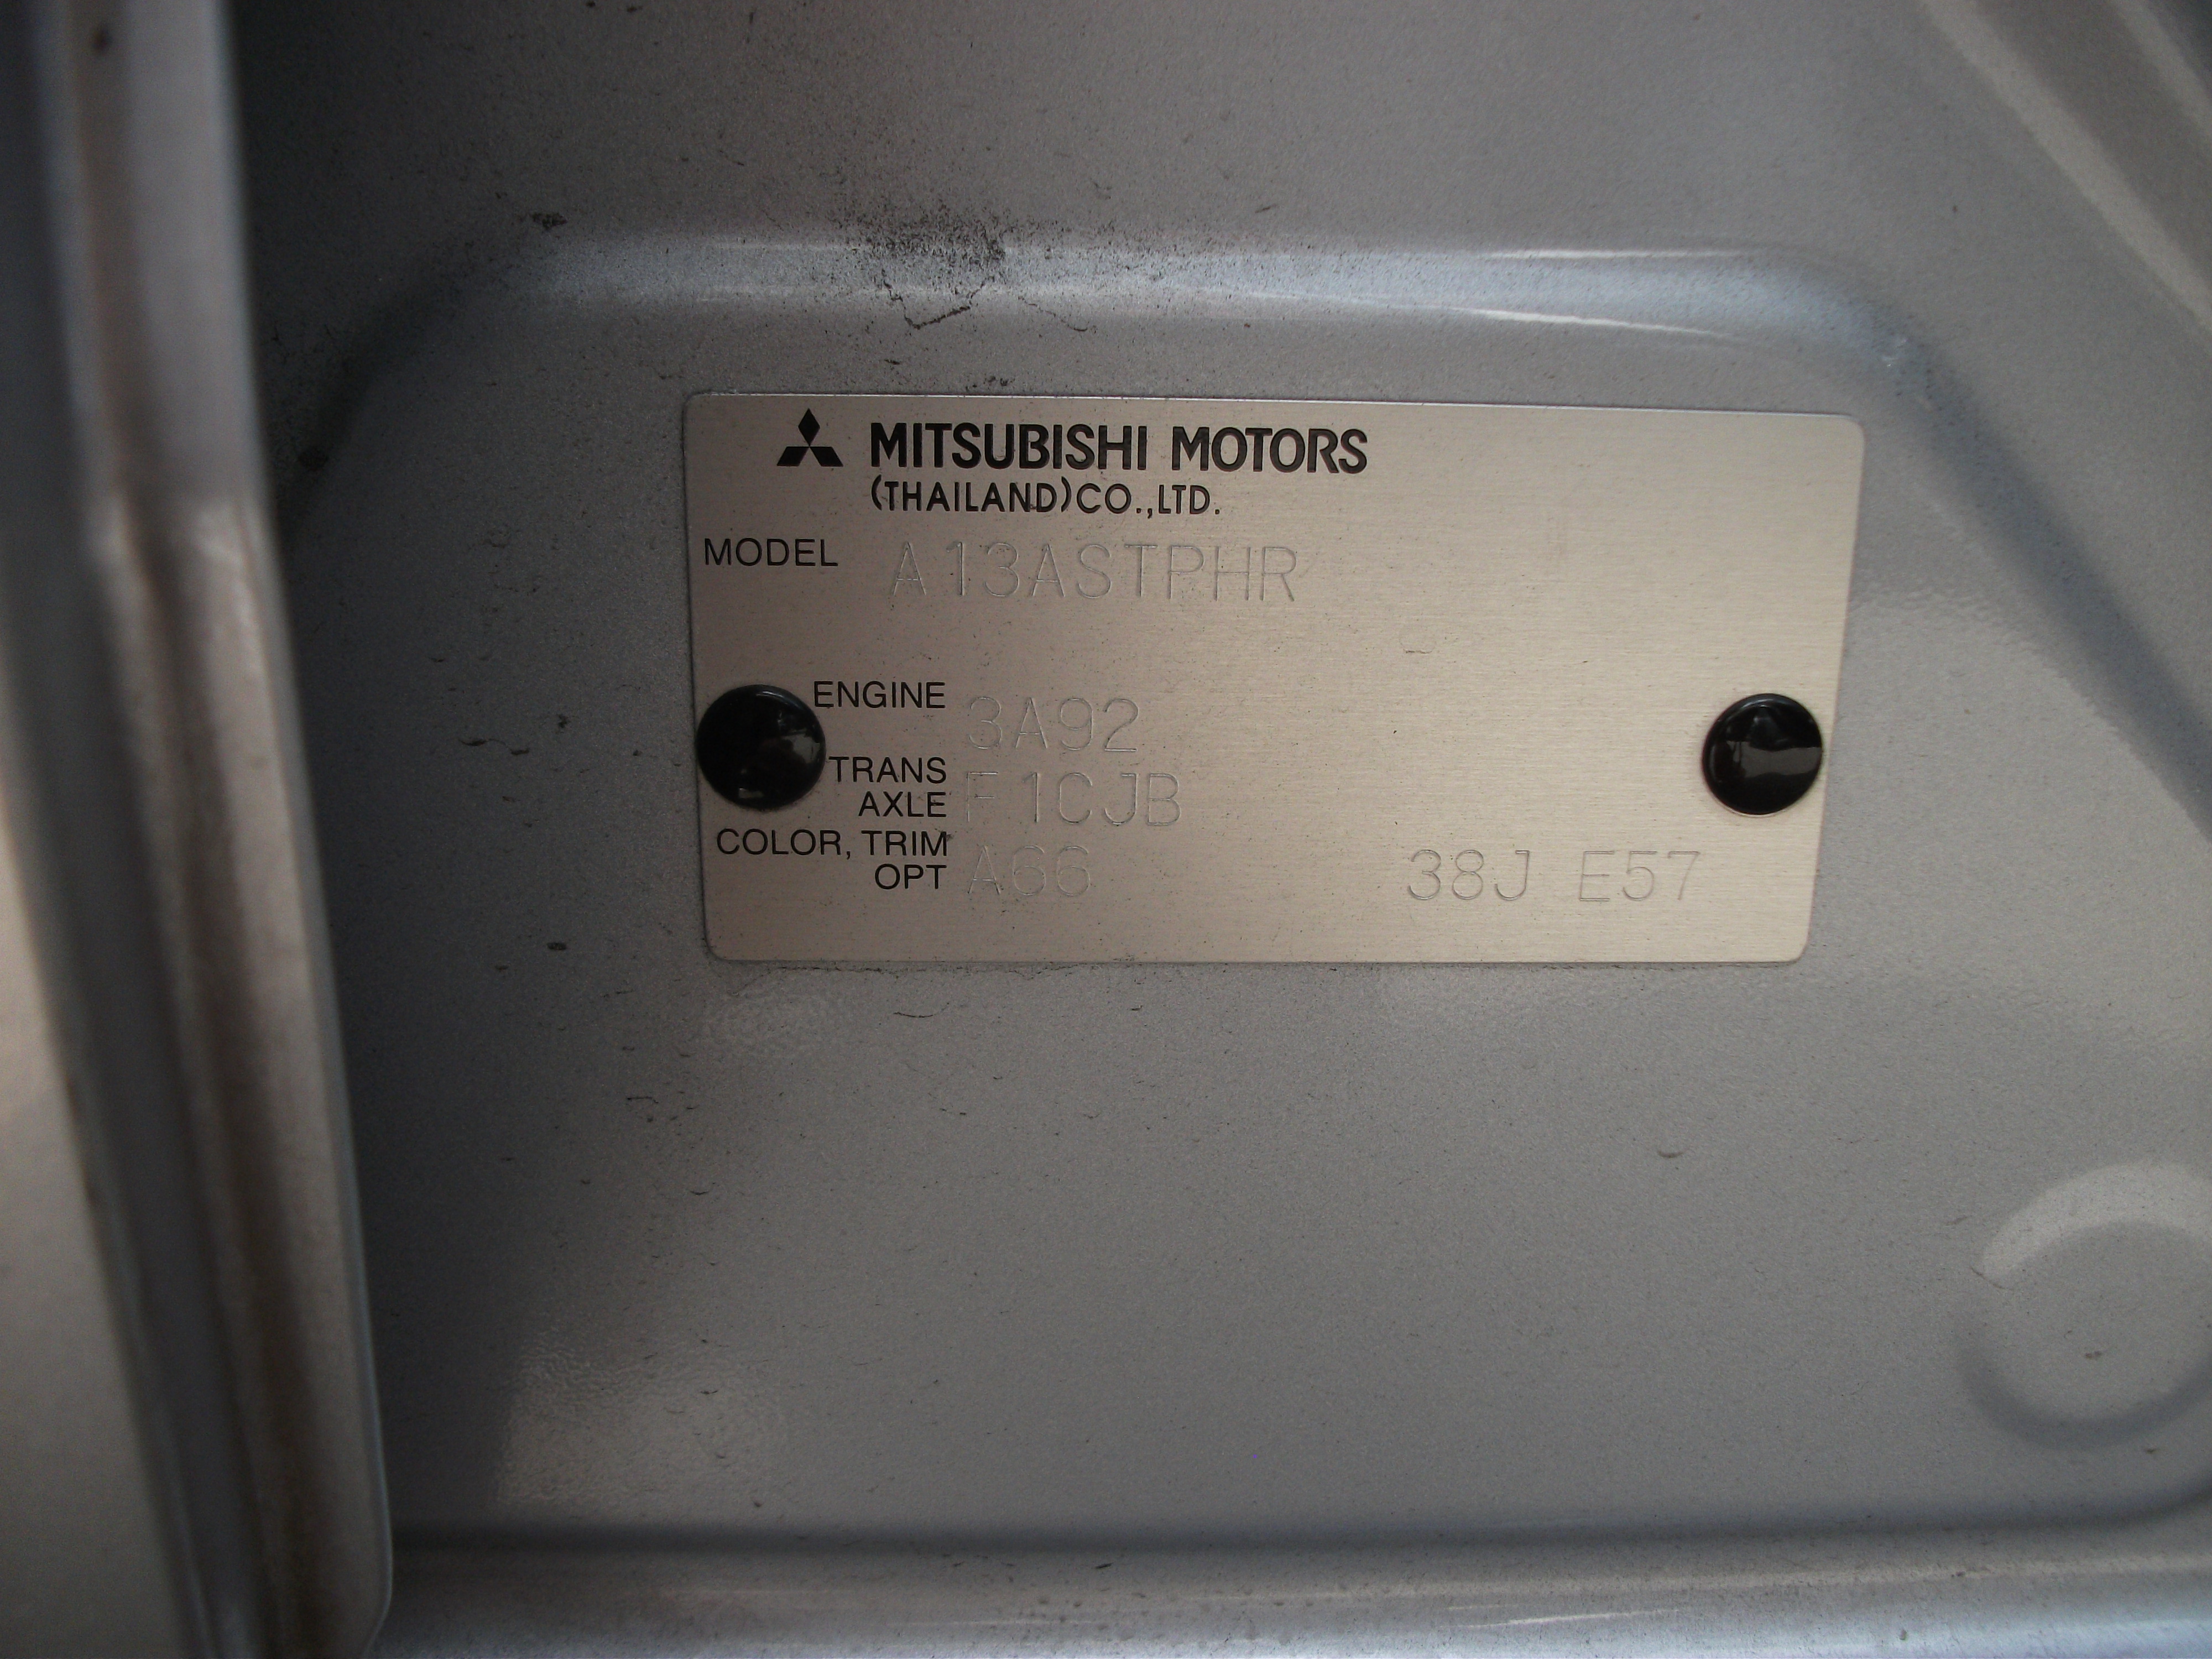 MITSUBISHI MOTORS
(THAILAND)CO.,LTD.
MODEL A13ASTPHR
ENGINE 3A92
TRANS
AXLE F1CJB
COLOR, TRIM
OPT A66 38J E57